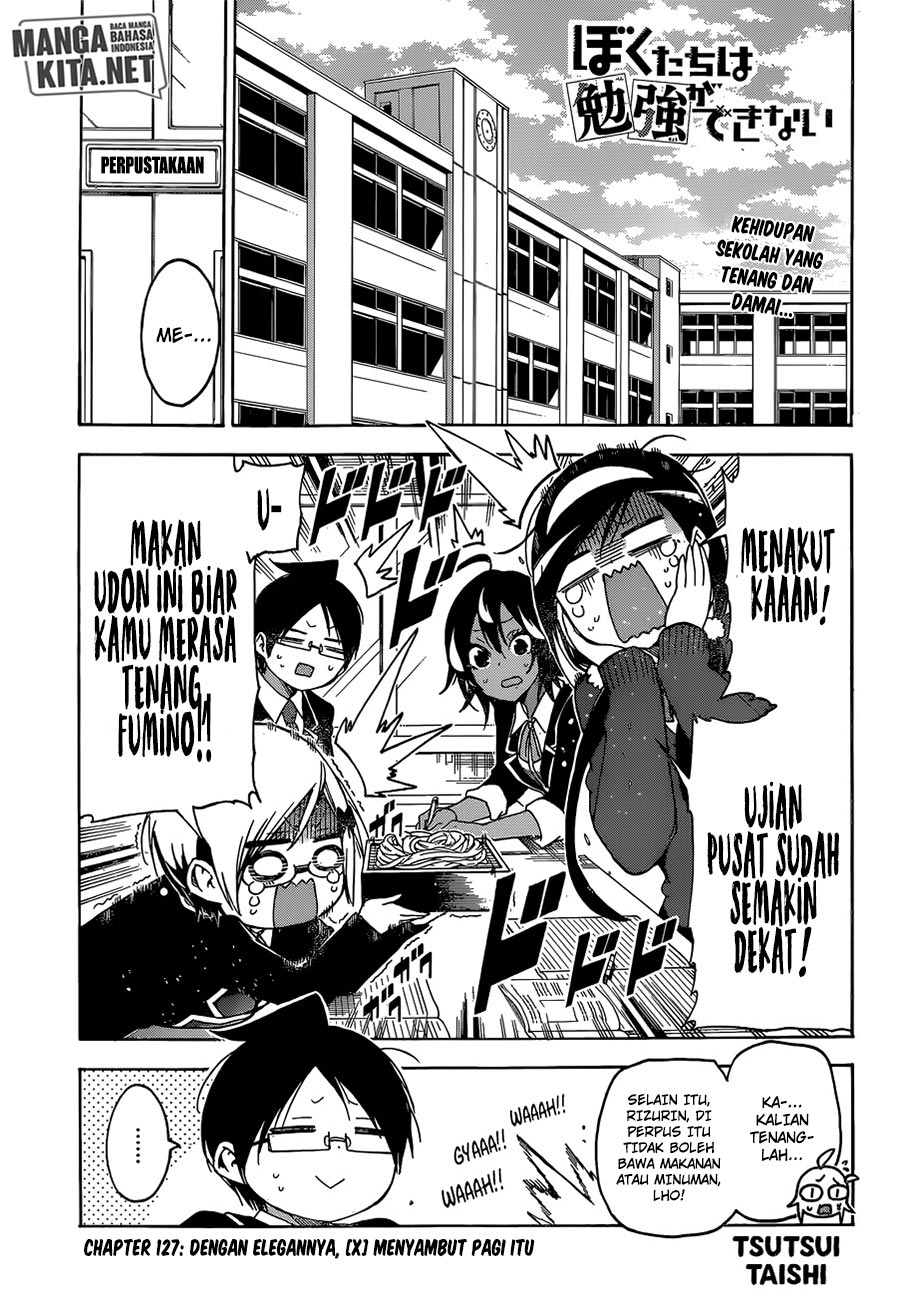 MANGA
KITA.NET
BACA MANGA
BAHASA
INDONESIA
ぼくたちは
勉強ができない
KEHIDUPAN
SEKOLAH YANG
TENANG DAN
DAMAI...
PERPUSTAKAAN
ME-...
MENAKUT
KAAAN!
UJIAN
PUSAT SUDAH
SEMAKIN
DEKAT!
ドドド
ド
U-
MAKAN
UDON INI BIAR
KAMU MERASA
TENANG
FUMINO!!
ガガ
ガガ
ドドド
KA-...
KALIAN
TENANG-
LAH...
SELAIN ITU,
RIZURIN, DI
PERPUS ITU
TIDAK BOLEH
BAWA MAKANAN
ATAU MINUMAN,
LHO!
WAAAH!!
GYAAA!!
WAAAH!!
........
CHAPTER 127: DENGAN ELEGANNYA, [X] MENYAMBUT PAGI ITU
TSUTSUI
TAISHI